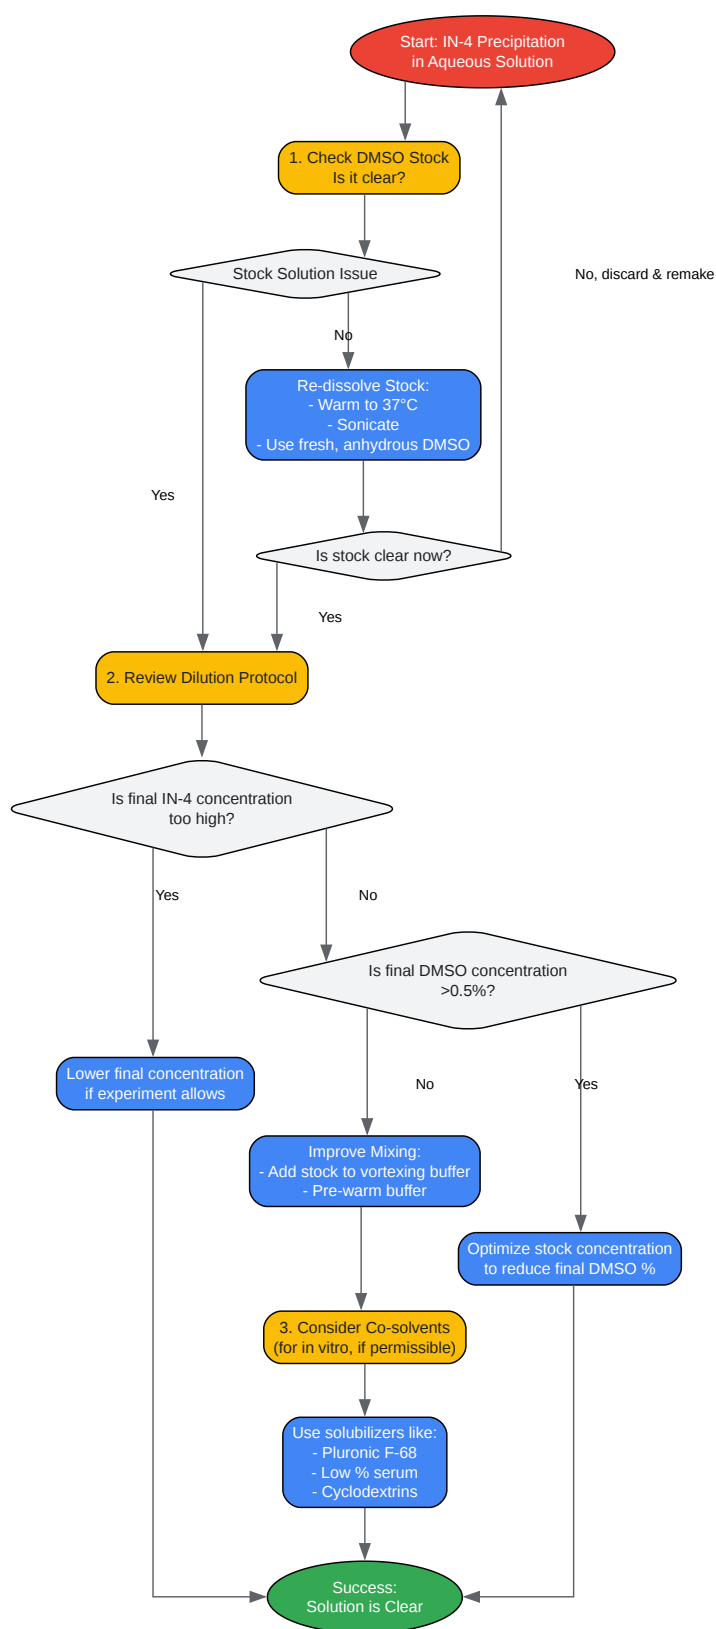 Start: IN-4 Precipitation
in Aqueous Solution
1. Check DMSO Stock
Is it clear?
Stock Solution Issue
No, discard & remake
No
Re-dissolve Stock:
- Warm to 37°C
- Sonicate
- Use fresh, anhydrous DMSO
Yes
Is stock clear now?
Yes
2. Review Dilution Protocol
Is final IN-4 concentration
too high?
Yes
No
Is final DMSO concentration
>0.5%?
Lower final concentration
if experiment allows
No
Yes
Improve Mixing:
- Add stock to vortexing buffer
- Pre-warm buffer
Optimize stock concentration
to reduce final DMSO %
3. Consider Co-solvents
(for in vitro, if permissible)
Use solubilizers like:
- Pluronic F-68
- Low % serum
- Cyclodextrins
Success:
Solution is Clear